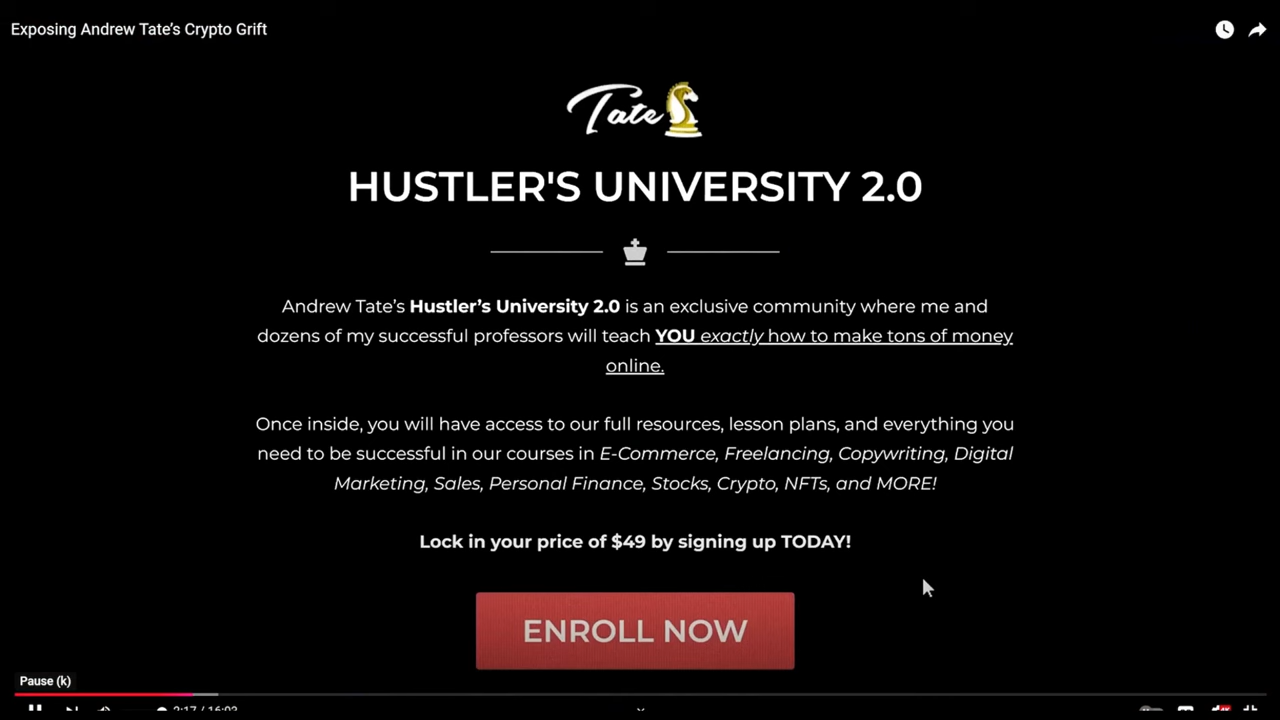 Exposing Andrew Tate’s Crypto Grift
Tate
HUSTLER'S UNIVERSITY 2.0
Andrew Tate’s Hustler’s University 2.0 is an exclusive community where me and
dozens of my successful professors will teach YOU exactly how to make tons of money
online.
Once inside, you will have access to our full resources, lesson plans, and everything you
need to be successful in our courses in E-Commerce, Freelancing, Copywriting, Digital
Marketing, Sales, Personal Finance, Stocks, Crypto, NFTs, and MORE!
Lock in your price of $49 by signing up TODAY!
ENROLL NOW
Pause (k)
2:17 / 16:03